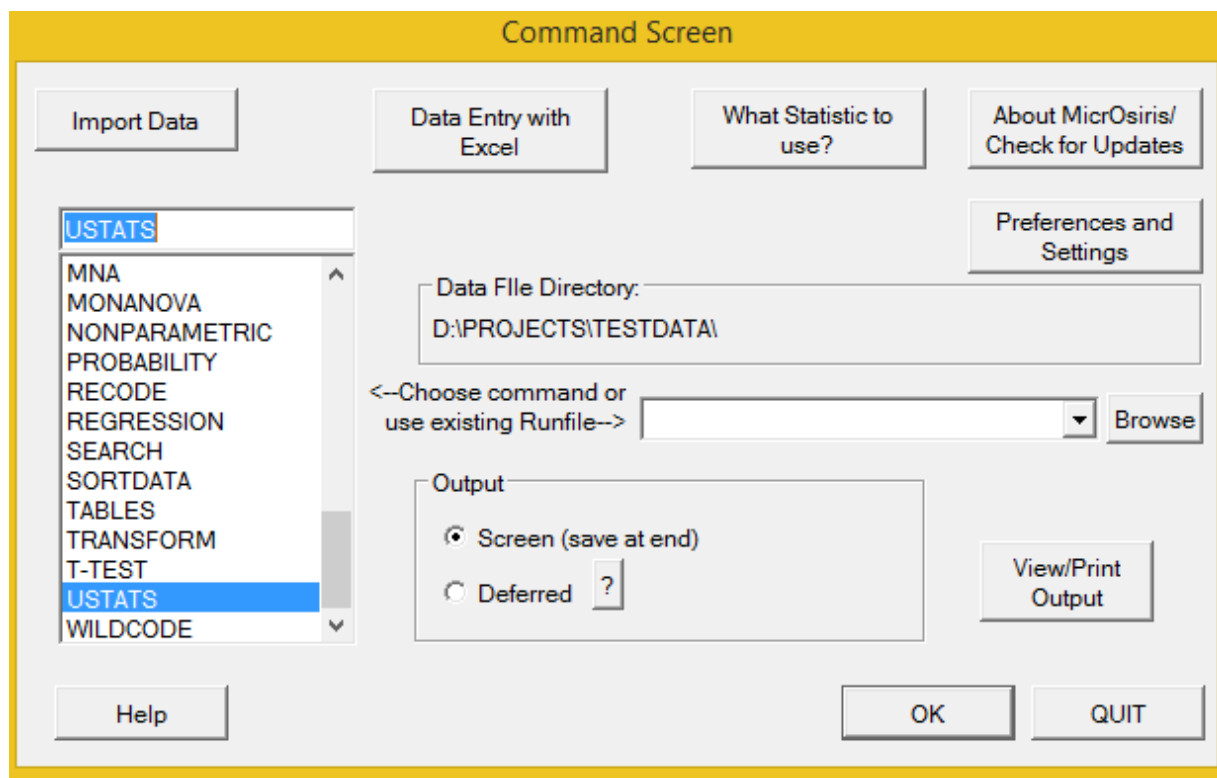 Command Screen
Import Data
Data Entry with
Excel
What Statistic to
use?
About MicrOsiris/
Check for Updates
Preferences and
Settings
USTATS
MNA
MONANOVA
NONPARAMETRIC
PROBABILITY
RECODE
REGRESSION
SEARCH
SORTDATA
TABLES
TRANSFORM
T-TEST
USTATS
WILDCODE
Data FIle Directory:
D:\PROJECTS\TESTDATA\
<--Choose command or
use existing Runfile-->
Browse
Output
Screen (save at end)
Deferred ?
View/Print
Output
Help
OK
QUIT